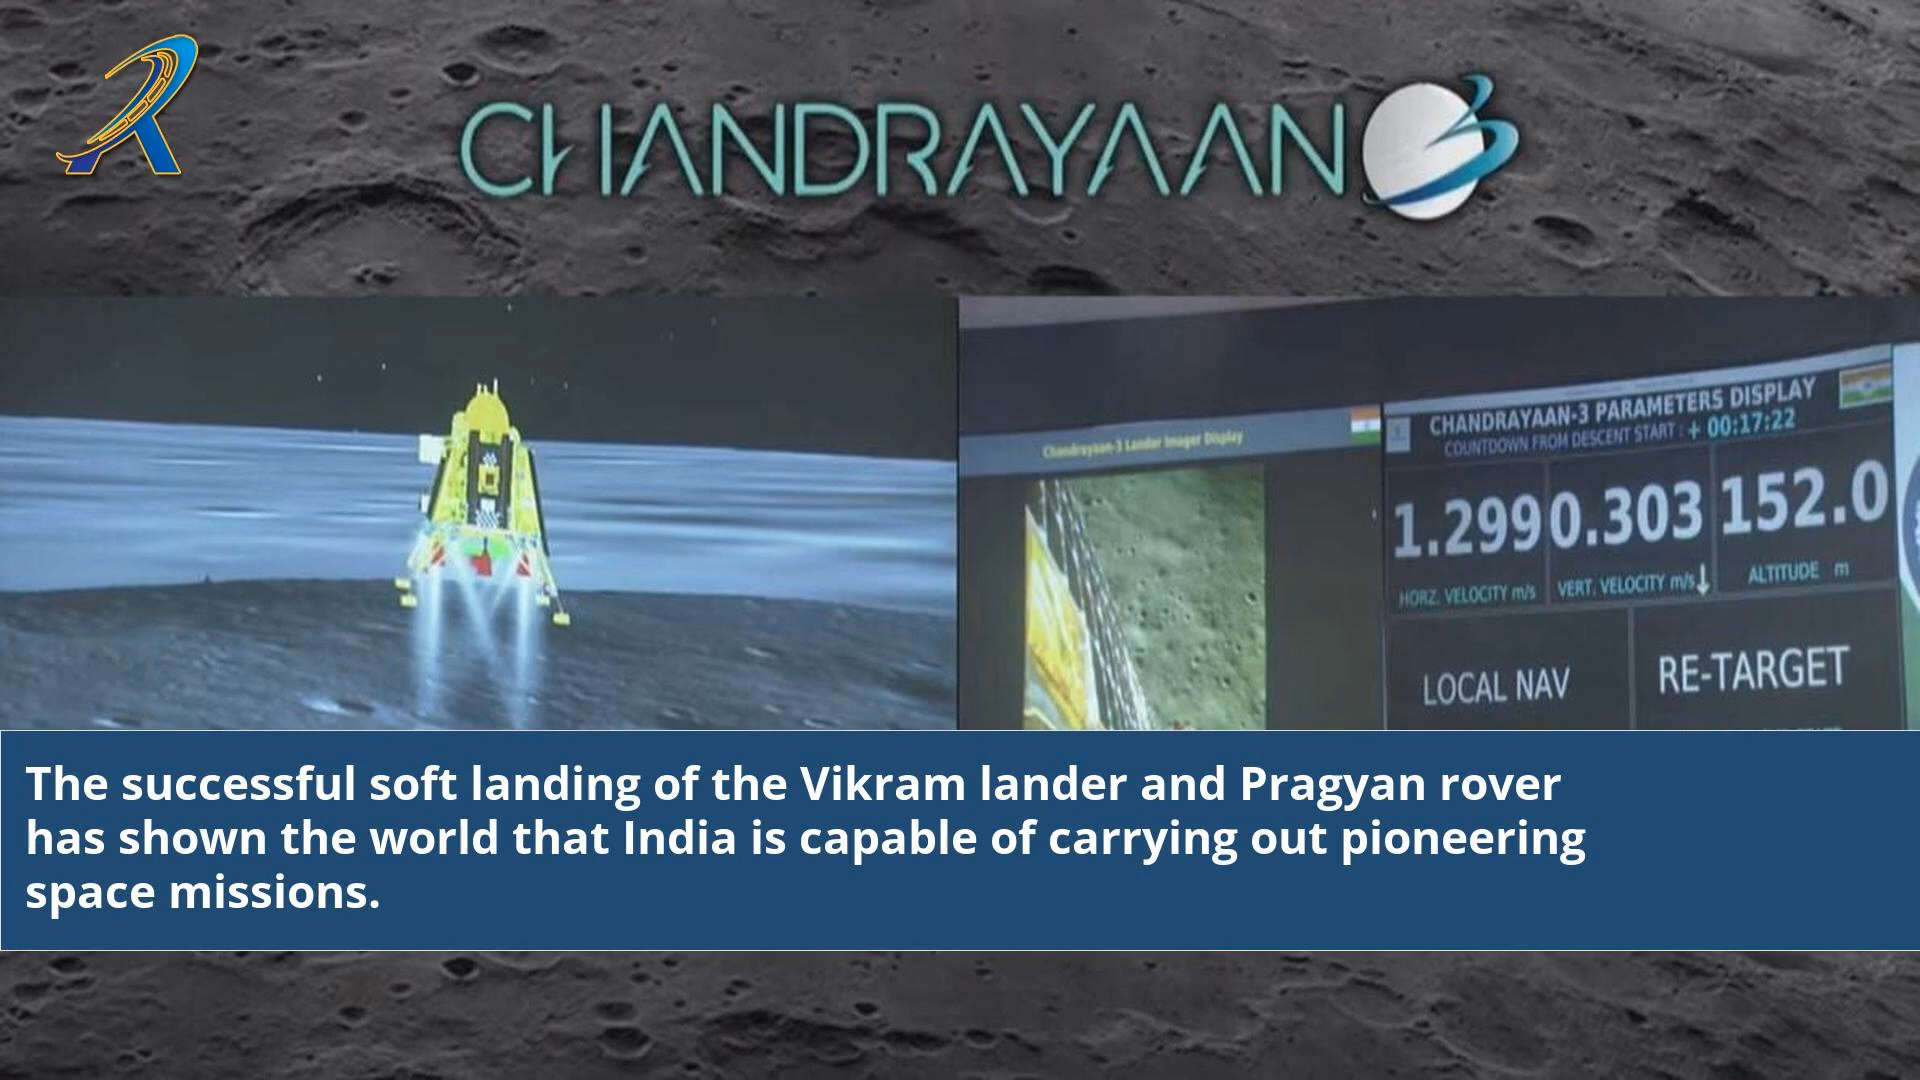 CHANDRAYAAN 3
Chandrayaan-3 Lander Imager Display
CHANDRAYAAN-3 PARAMETERS DISPLAY
COUNTDOWN FROM DESCENT START : + 00:17:22
1.299 0.303 152.0
HORZ. VELOCITY m/s VERT. VELOCITY m/s ALTITUDE m
LOCAL NAV RE-TARGET
The successful soft landing of the Vikram lander and Pragyan rover
has shown the world that India is capable of carrying out pioneering
space missions.